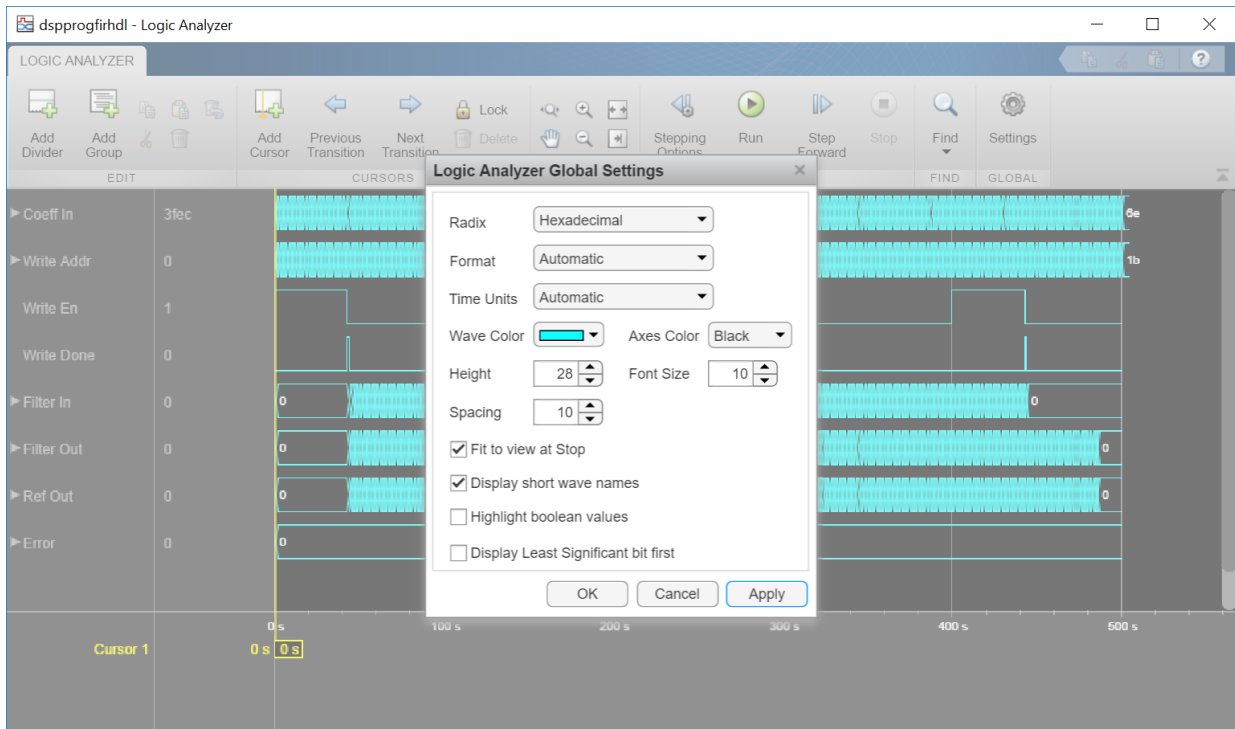 dspprogfirhdl - Logic Analyzer
LOGIC ANALYZER
?
Add Divider
Add Group
Add Cursor
Previous Transition
Next Transition
Lock
Delete
Stepping Options
Run
Step Forward
Stop
Find
Settings
EDIT
CURSORS
FIND
GLOBAL
Logic Analyzer Global Settings
Radix Hexadecimal
Format Automatic
Time Units Automatic
Wave Color Axes Color Black
Height 28 Font Size 10
Spacing 10
Fit to view at Stop
Display short wave names
Highlight boolean values
Display Least Significant bit first
OK Cancel Apply
Coeff In 3fec 6e
Write Addr 0 1b
Write En 1
Write Done 0
Filter In 0 0 0
Filter Out 0 0 0
Ref Out 0 0 0
Error 0 0
0 s 100 s 200 s 300 s 400 s 500 s
Cursor 1 0 s 0 s